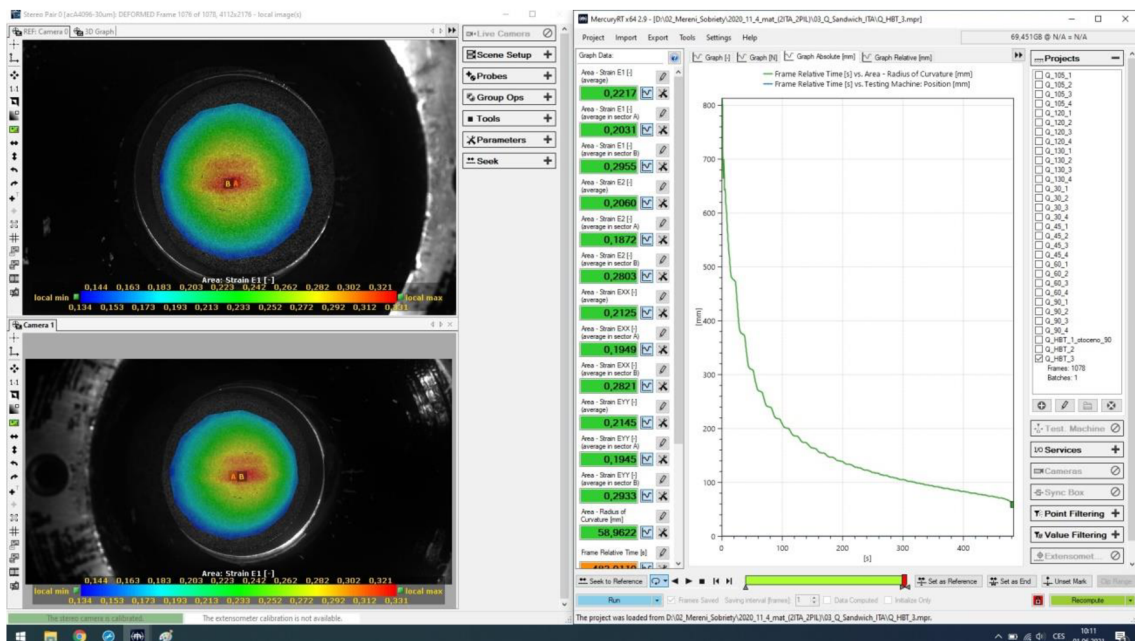 Stereo Pair 0 [acA4096-30um]: DEFORMED Frame 1076 of 1078, 4112x2176 - local image(s)
REF: Camera 0
3D Graph
1:1
B A
Area: Strain E1 [-]
0,144 0,163 0,183 0,203 0,223 0,242 0,262 0,282 0,302 0,321
local min
local max
0,134 0,153 0,173 0,193 0,213 0,232 0,252 0,272 0,292 0,312 0,331
Camera 1
1:1
A B
Area: Strain E1 [-]
0,144 0,163 0,183 0,203 0,223 0,242 0,262 0,282 0,302 0,321
local min
local max
0,134 0,153 0,173 0,193 0,213 0,232 0,252 0,272 0,292 0,312 0,331
The stereo camera is calibrated.
The extensometer calibration is not available.
Live Camera
Scene Setup
Probes
Group Ops
Tools
Parameters
Seek
MercuryRT x64 2.9 - [D:\02_Mereni_Sobriety\2020_11_4_mat_(2ITA_2PIL)\03_Q_Sandwich_ITA\Q_HBT_3.mpr]
Project Import Export Tools Settings Help
69,451GB @ N/A = N/A
Graph Data:
Area - Strain E1 [-]
(average)
0,2217
Area - Strain E1 [-]
(average in sector A)
0,2031
Area - Strain E1 [-]
(average in sector B)
0,2955
Area - Strain E2 [-]
(average)
0,2060
Area - Strain E2 [-]
(average in sector A)
0,1872
Area - Strain E2 [-]
(average in sector B)
0,2803
Area - Strain EXX [-]
(average)
0,2125
Area - Strain EXX [-]
(average in sector A)
0,1949
Area - Strain EXX [-]
(average in sector B)
0,2821
Area - Strain EYY [-]
(average)
0,2145
Area - Strain EYY [-]
(average in sector A)
0,1945
Area - Strain EYY [-]
(average in sector B)
0,2933
Area - Radius of
Curvature [mm]
58,9622
Frame Relative Time [s]
Graph [-]
Graph [N]
Graph Absolute [mm]
Graph Relative [mm]
Frame Relative Time [s] vs. Area - Radius of Curvature [mm]
Frame Relative Time [s] vs. Testing Machine: Position [mm]
800
700
600
500
400
300
200
100
0
[mm]
0 100 200 300 400
[s]
Projects
Q_105_1
Q_105_2
Q_105_3
Q_105_4
Q_120_1
Q_120_2
Q_120_3
Q_120_4
Q_130_1
Q_130_2
Q_130_3
Q_130_4
Q_30_1
Q_30_2
Q_30_3
Q_30_4
Q_45_1
Q_45_2
Q_45_3
Q_45_4
Q_60_1
Q_60_2
Q_60_3
Q_60_4
Q_90_1
Q_90_2
Q_90_3
Q_90_4
Q_HBT_1_otoceno_90
Q_HBT_2
Q_HBT_3
Frames: 1078
Batches: 1
Test. Machine
I/O Services
Cameras
Sync Box
Point Filtering
Value Filtering
Extensomet...
Seek to Reference
Set as Reference
Set as End
Unset Mark
Clip Range
Run
Frames Saved
Saving interval [frames]: 1
Data Computed
Initialize Only
Recompute
The project was loaded from D:\02_Mereni_Sobriety\2020_11_4_mat_(2ITA_2PIL)\03_Q_Sandwich_ITA\Q_HBT_3.mpr.
CES
10:11
01.06.2021